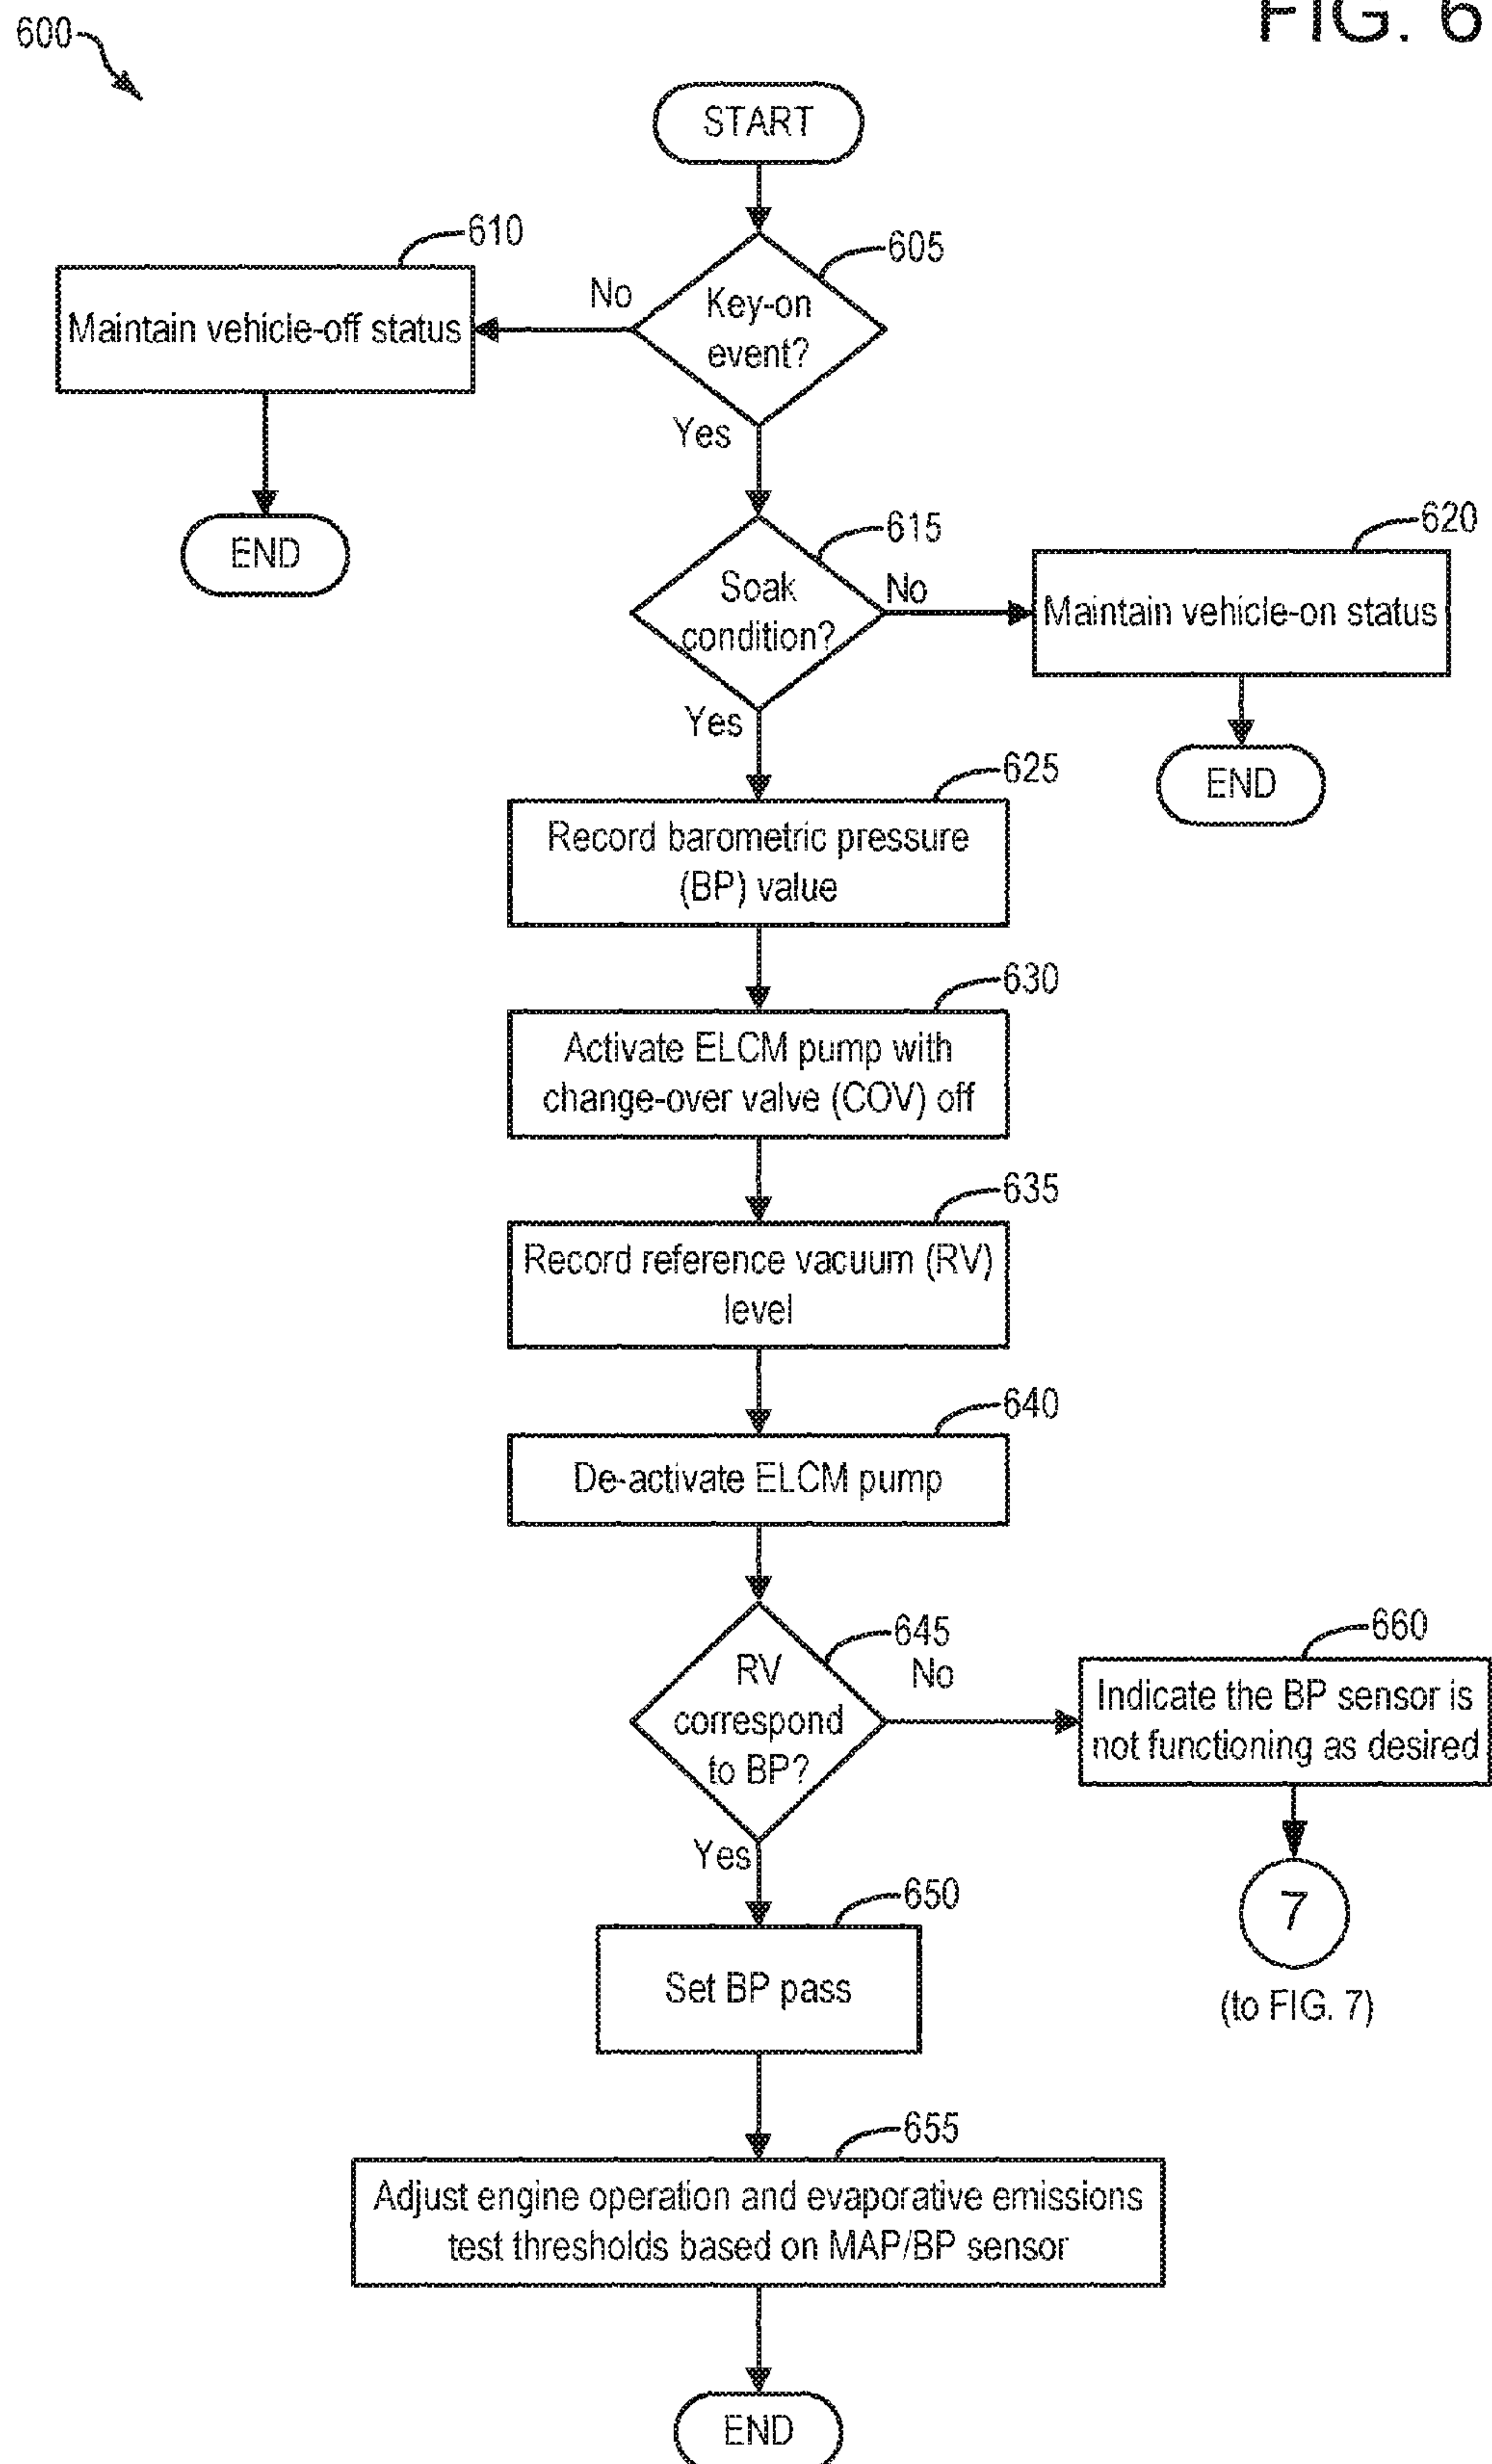 FIG. 6
600
START
610
605
Maintain vehicle-off status
No
Key-on
event?
Yes
END
615
620
Soak
condition?
No
Maintain vehicle-on status
Yes
END
625
Record barometric pressure
(BP) value
630
Activate ELCM pump with
change-over valve (COV) off
635
Record reference vacuum (RV)
level
640
De-activate ELCM pump
645
660
RV
correspond
to BP?
No
Indicate the BP sensor is
not functioning as desired
Yes
7
(to FIG. 7)
650
Set BP pass
655
Adjust engine operation and evaporative emissions
test thresholds based on MAP/BP sensor
END